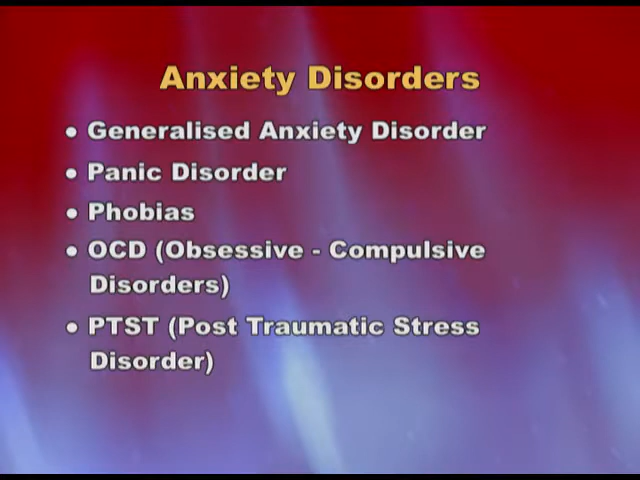 Anxiety Disorders
• Generalised Anxiety Disorder
• Panic Disorder
• Phobias
• OCD (Obsessive - Compulsive
Disorders)
• PTST (Post Traumatic Stress
Disorder)